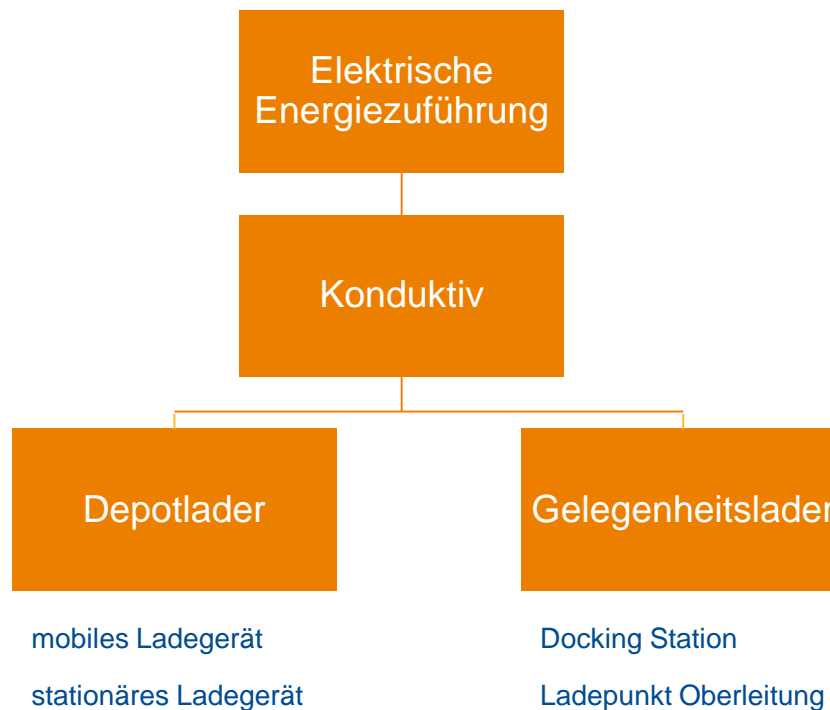 Elektrische
Energiezuführung
Konduktiv
Depotlader
Gelegenheitslader
mobiles Ladegerät
stationäres Ladegerät
Docking Station
Ladepunkt Oberleitung